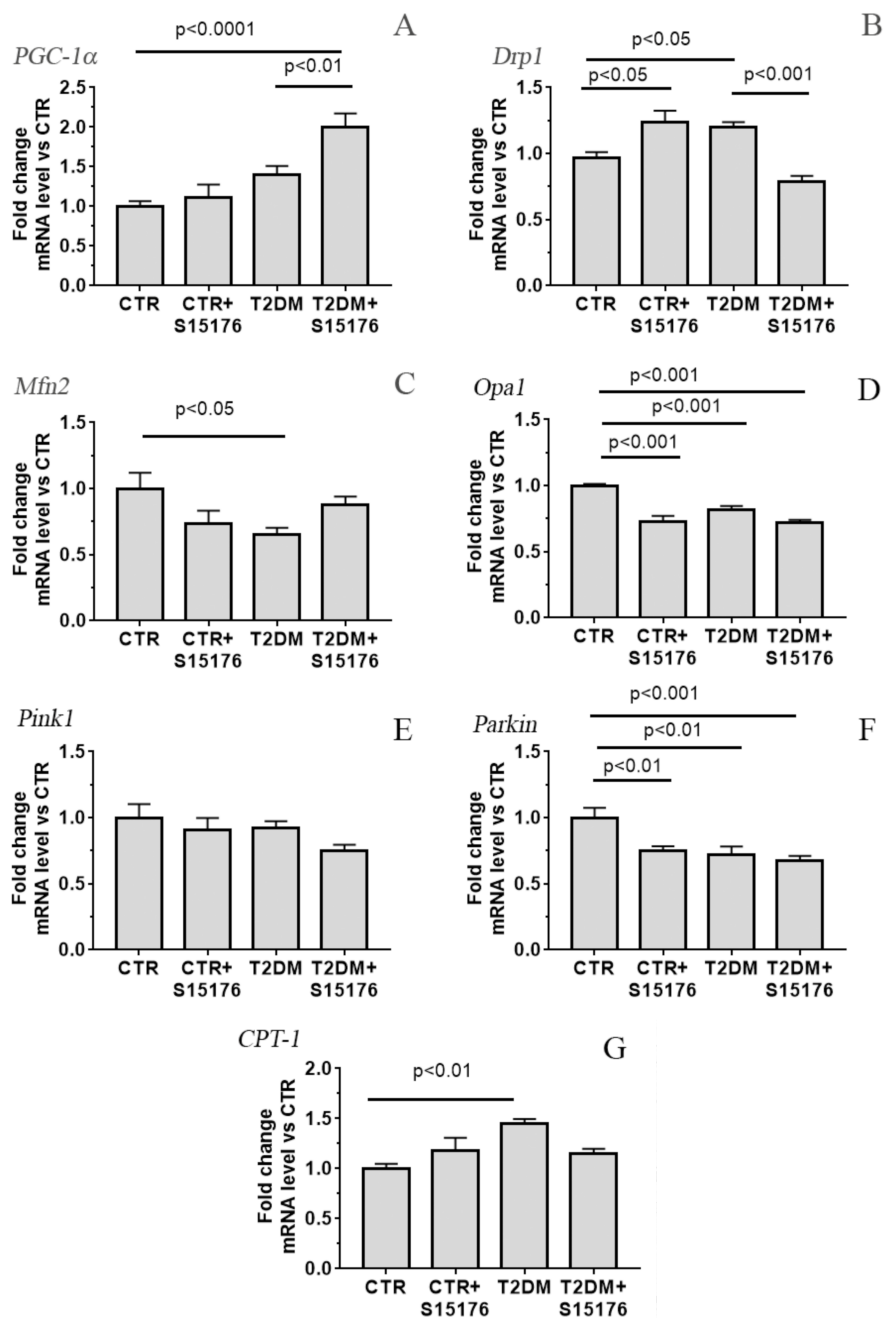 A
p<0.0001
PGC-1α
p<0.01
Fold change
mRNA level vs CTR
2.5
2.0
1.5
1.0
0.5
0.0
CTR
CTR+
S15176
T2DM
T2DM+
S15176
B
Drp1
p<0.05
p<0.05
p<0.001
Fold change
mRNA level vs CTR
1.5
1.0
0.5
0.0
CTR
CTR+
S15176
T2DM
T2DM+
S15176
C
Mfn2
p<0.05
Fold change
mRNA level vs CTR
1.5
1.0
0.5
0.0
CTR
CTR+
S15176
T2DM
T2DM+
S15176
D
Opa1
p<0.001
p<0.001
p<0.001
Fold change
mRNA level vs CTR
1.5
1.0
0.5
0.0
CTR
CTR+
S15176
T2DM
T2DM+
S15176
E
Pink1
Fold change
mRNA level vs CTR
1.5
1.0
0.5
0.0
CTR
CTR+
S15176
T2DM
T2DM+
S15176
F
Parkin
p<0.001
p<0.01
p<0.01
Fold change
mRNA level vs CTR
1.5
1.0
0.5
0.0
CTR
CTR+
S15176
T2DM
T2DM+
S15176
G
CPT-1
p<0.01
Fold change
mRNA level vs CTR
2.0
1.5
1.0
0.5
0.0
CTR
CTR+
S15176
T2DM
T2DM+
S15176